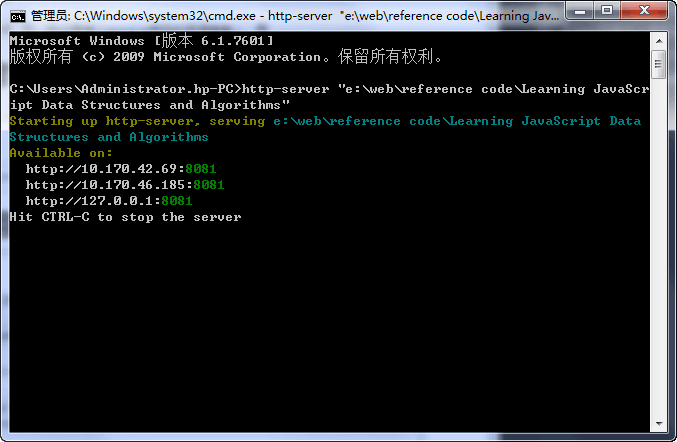 管理员: C:\Windows\system32\cmd.exe - http-server "e:\web\reference code\Learning Jav...
Microsoft Windows [版本 6.1.7601]
版权所有 (c) 2009 Microsoft Corporation。保留所有权利。
C:\Users\Administrator.hp-PC>http-server "e:\web\reference code\Learning JavaScr
ipt Data Structures and Algorithms"
Starting up http-server, serving e:\web\reference code\Learning JavaScript Data
Structures and Algorithms
Available on:
http://10.170.42.69:8081
http://10.170.46.185:8081
http://127.0.0.1:8081
Hit CTRL-C to stop the server